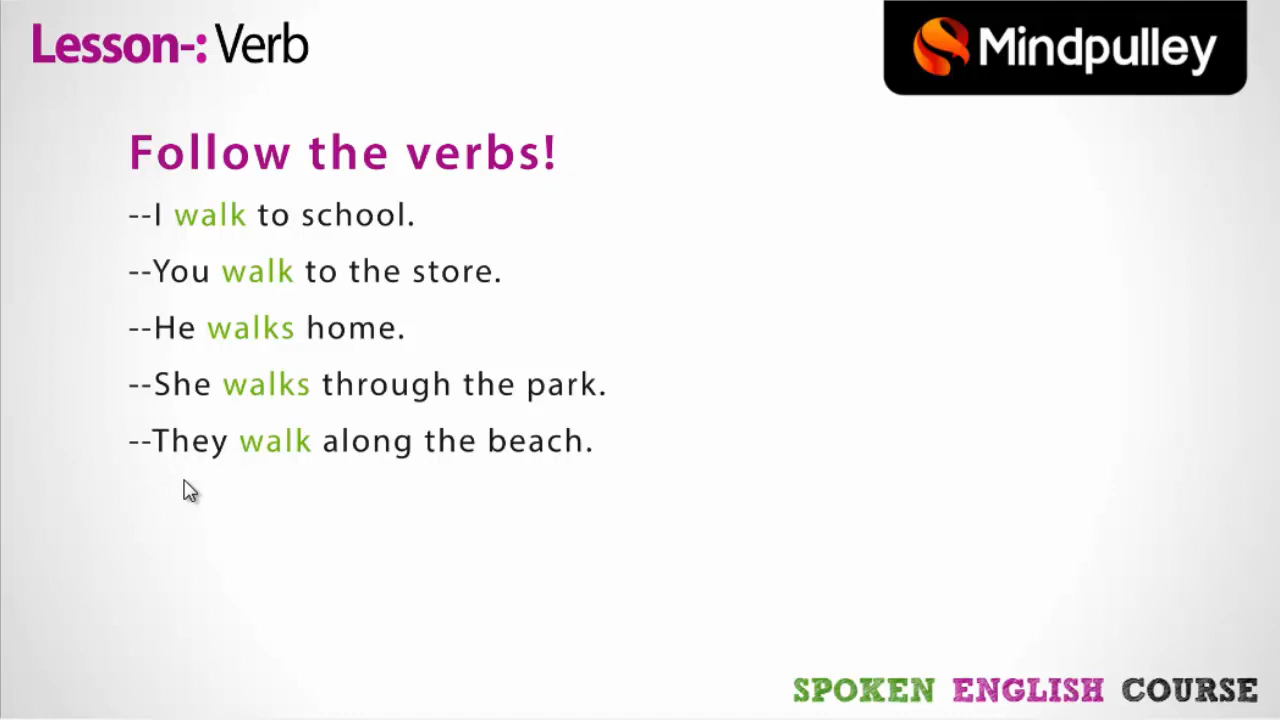 Lesson-: Verb
Mindpulley
Follow the verbs!
--I walk to school.
--You walk to the store.
--He walks home.
--She walks through the park.
--They walk along the beach.
SPOKEN ENGLISH COURSE